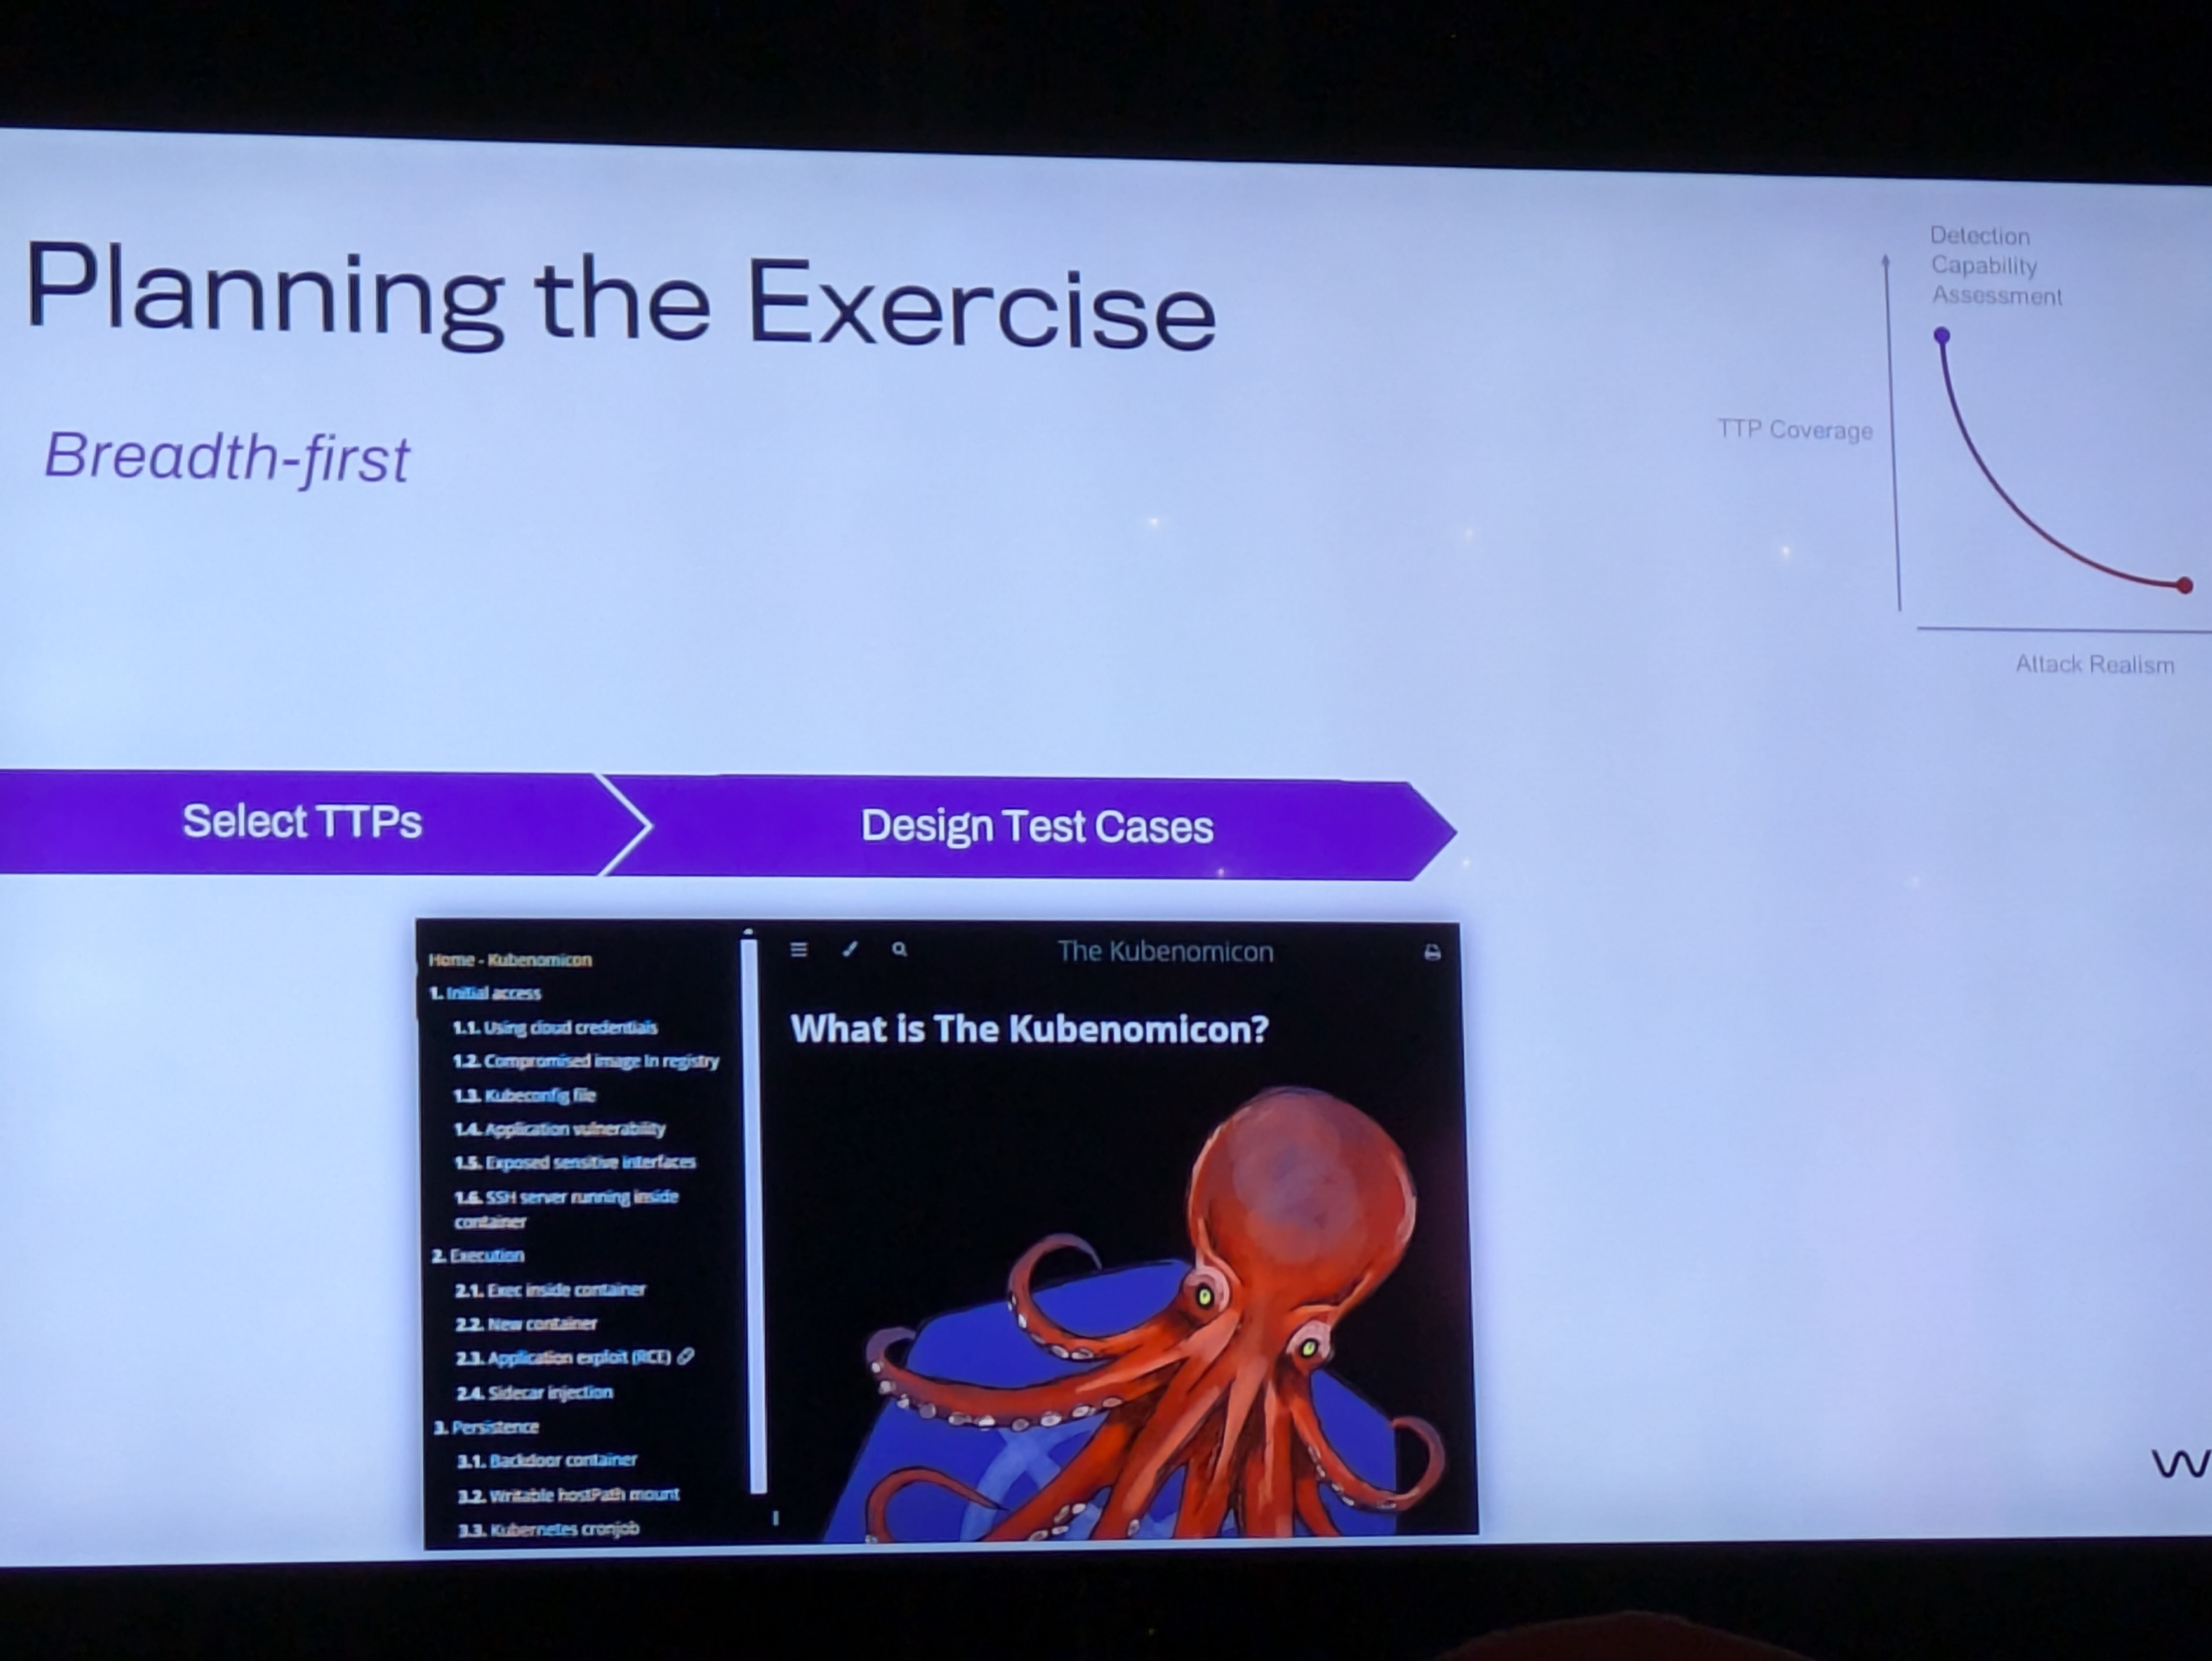 Planning the Exercise
Breadth-first
Detection
Capability
Assessment
TTP Coverage
Attack Realism
Select TTPs
Design Test Cases
Home - Kubenomicon
1. Initial access
1.1. Using cloud credentials
1.2. Compromised image In registry
1.3. Kubeconfig file
1.4. Application vulnerability
1.5. Exposed sensitive interfaces
1.6. SSH server running inside
container
2. Execution
2.1. Exec inside container
2.2. New container
2.3. Application exploit (RCE)
2.4. Sidecar injection
3. Persistence
3.1. Backdoor container
3.2. Writable hostPath mount
3.3. Kubernetes cronjob
The Kubenomicon
What is The Kubenomicon?